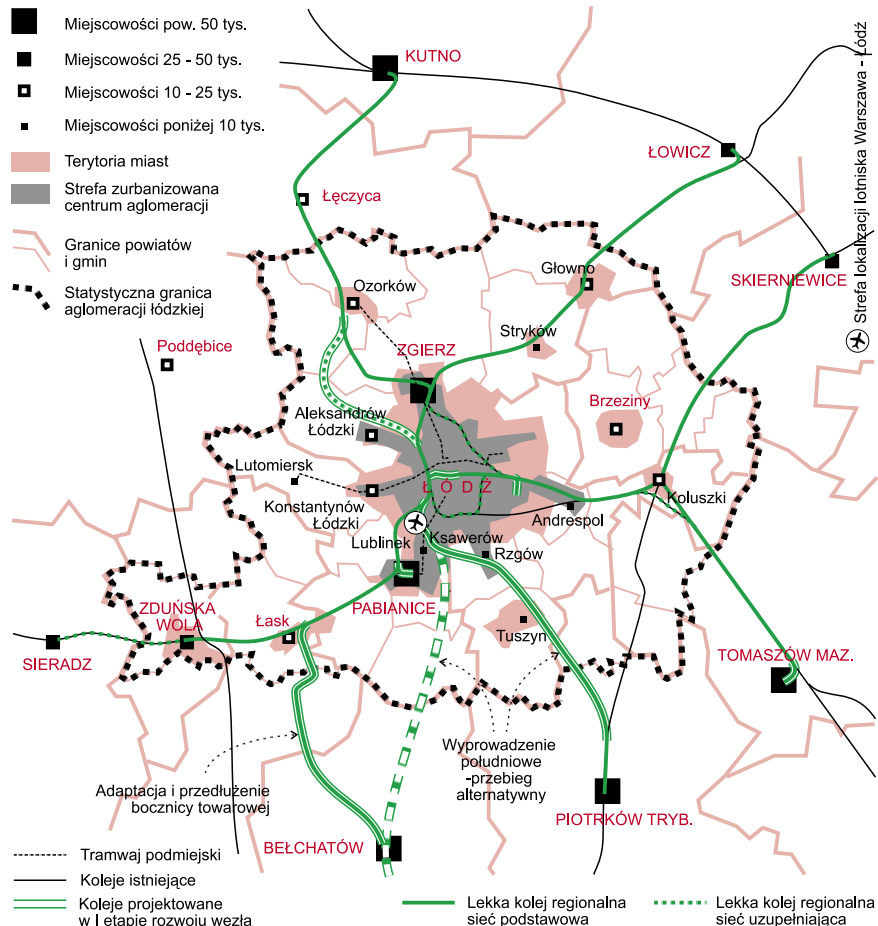 Miejscowości pow. 50 tys.
Miejscowości 25 - 50 tys.
Miejscowości 10 - 25 tys.
Miejscowości poniżej 10 tys.
Terytoria miast
Strefa zurbanizowana
centrum aglomeracji
Granice powiatów
i gmin
Statystyczna granica
aglomeracji łódzkiej
KUTNO
ŁOWICZ
Łęczyca
SKIERNIEWICE
Strefa lokalizacji lotniska Warszawa - Łódź
Ozorków
Głowno
Stryków
Poddębice
ZGIERZ
Brzeziny
Aleksandrów
Łódzki
Lutomiersk
ŁÓDŹ
Koluszki
Konstantynów
Łódzki
Andrespol
Lublinek
Ksawerów
Rzgów
PABIANICE
ZDUŃSKA
WOLA
Łask
Tuszyn
SIERADZ
TOMASZÓW MAZ.
Wyprowadzenie
południowe
-przebieg
alternatywny
Adaptacja i przedłużenie
bocznicy towarowej
PIOTRKÓW TRYB.
BEŁCHATÓW
Tramwaj podmiejski
Koleje istniejące
Koleje projektowane
w I etapie rozwoju węzła
Lekka kolej regionalna
sieć podstawowa
Lekka kolej regionalna
sieć uzupełniająca